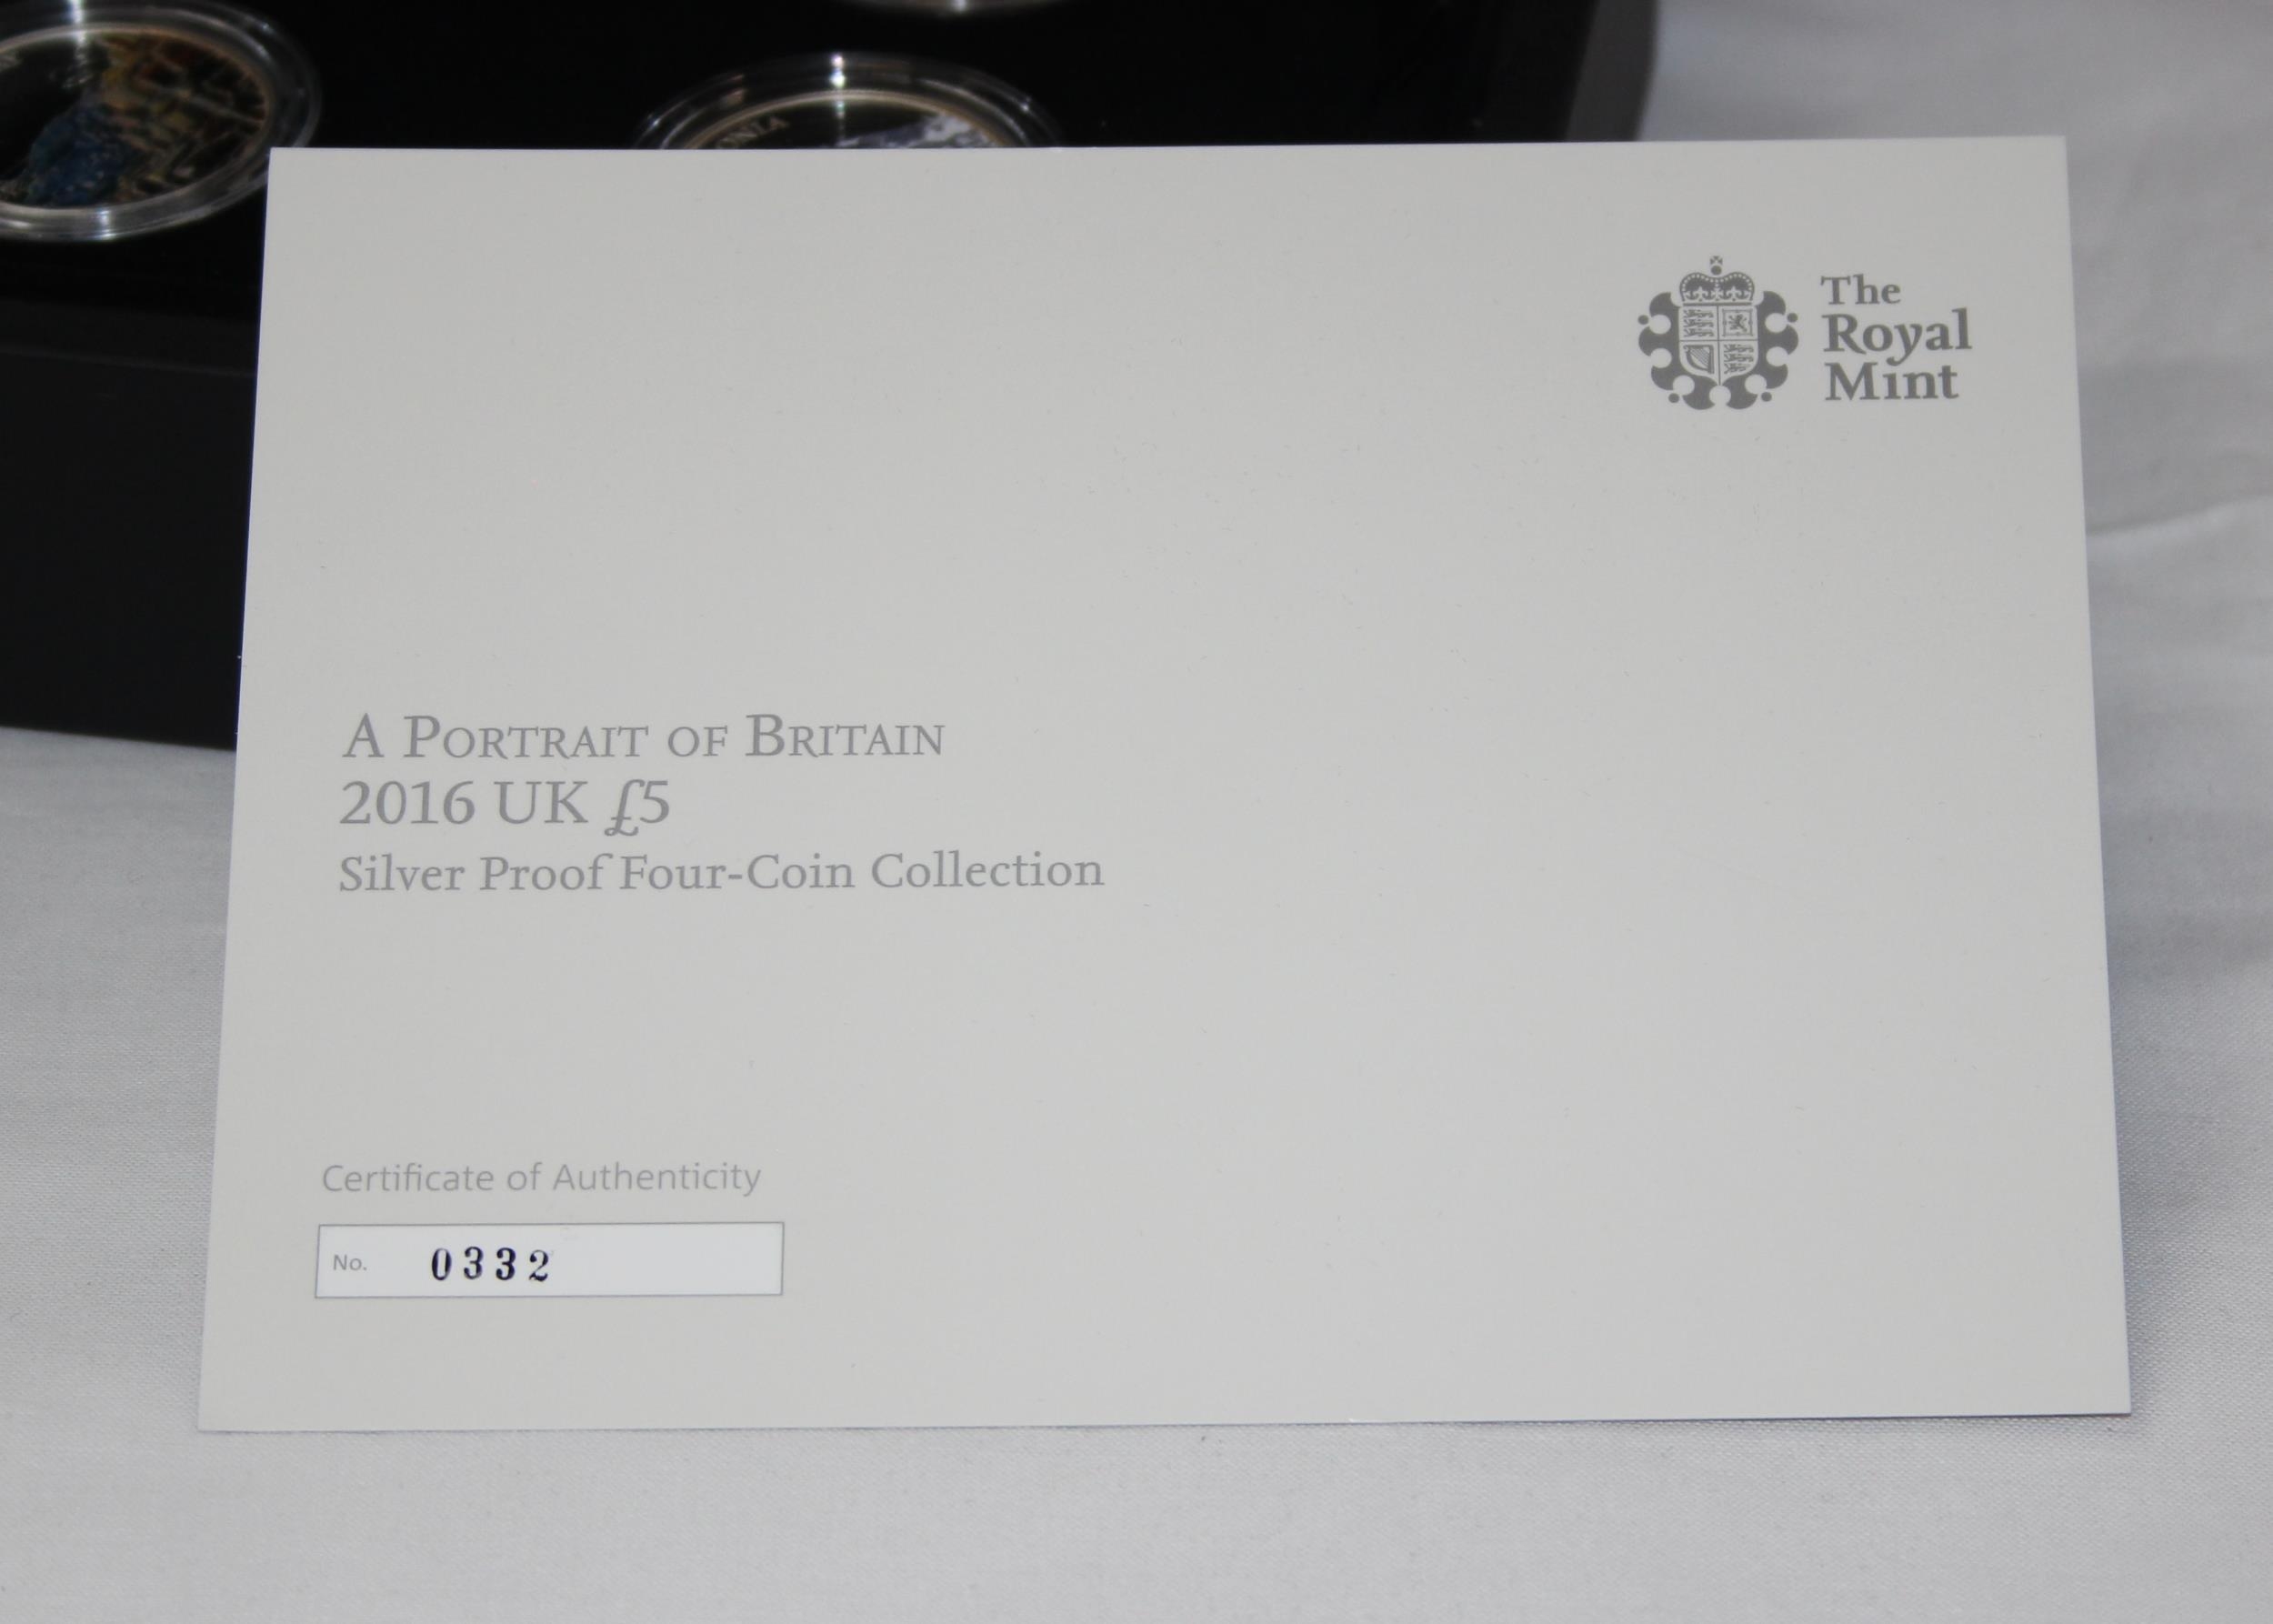 The
Royal
Mint
A PORTRAIT OF BRITAIN
2016 UK £5
Silver Proof Four-Coin Collection
Certificate of Authenticity
No. 0332